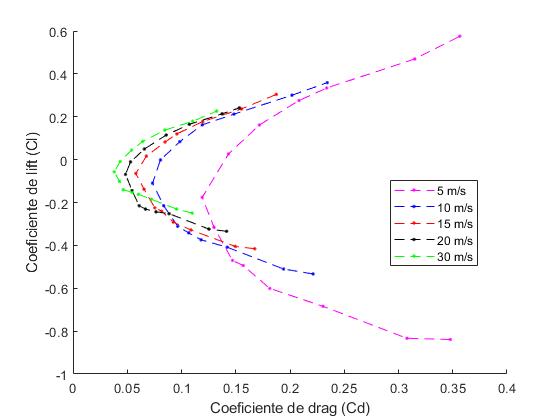 Coeficiente de lift (Cl)
0.6
0.4
0.2
0
-0.2
-0.4
-0.6
-0.8
-1
5 m/s
10 m/s
15 m/s
20 m/s
30 m/s
0
0.05
0.1
0.15
0.2
0.25
0.3
0.35
0.4
Coeficiente de drag (Cd)